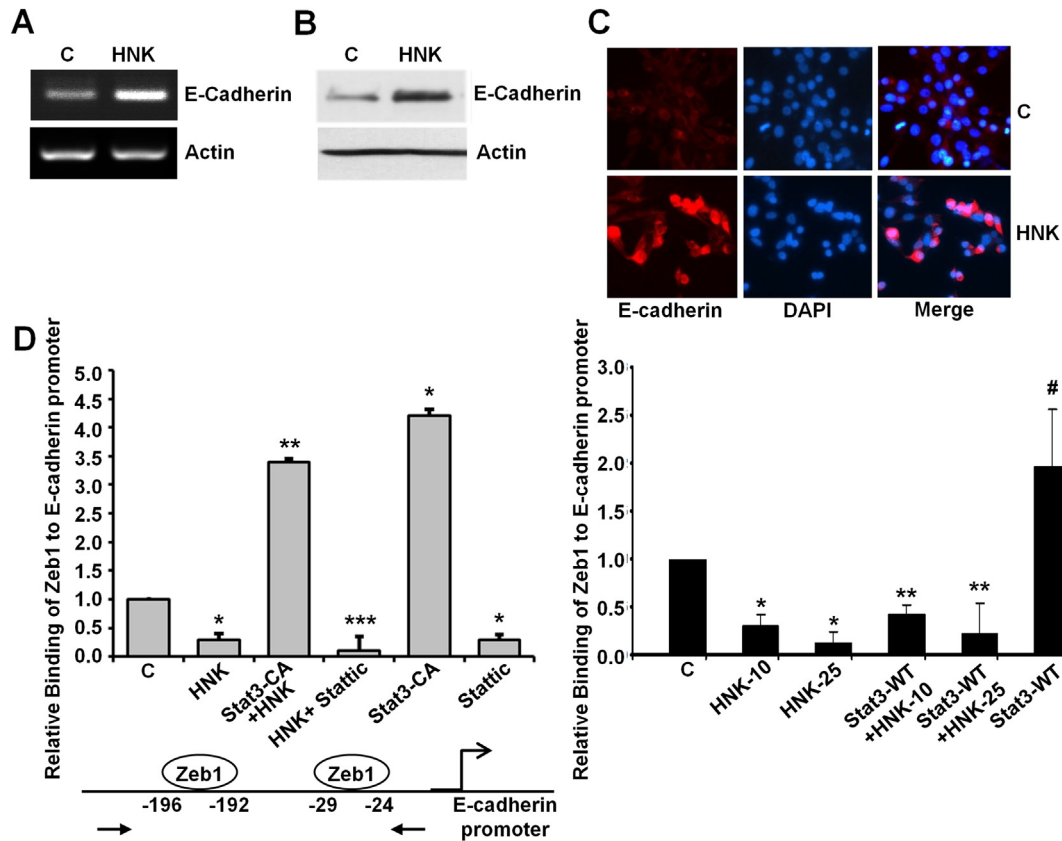 A
C HNK
E-Cadherin
Actin
B
C HNK
E-Cadherin
Actin
C
C
HNK
E-cadherin DAPI Merge
D
Relative Binding of Zeb1 to E-cadherin promoter
5.0
4.5
4.0
3.5
3.0
2.5
2.0
1.5
1.0
0.5
0.0
*
**
***
*
*
C
HNK
Stat3-CA
+HNK
HNK+ Stattic
Stat3-CA
Stattic
Zeb1 Zeb1
-196 -192 -29 -24 E-cadherin
promoter
Relative Binding of Zeb1 to E-cadherin promoter
3.0
2.5
2.0
1.5
1.0
0.5
0.0
*
*
**
**
#
C
HNK-10
HNK-25
Stat3-WT
+HNK-10
Stat3-WT
+HNK-25
Stat3-WT